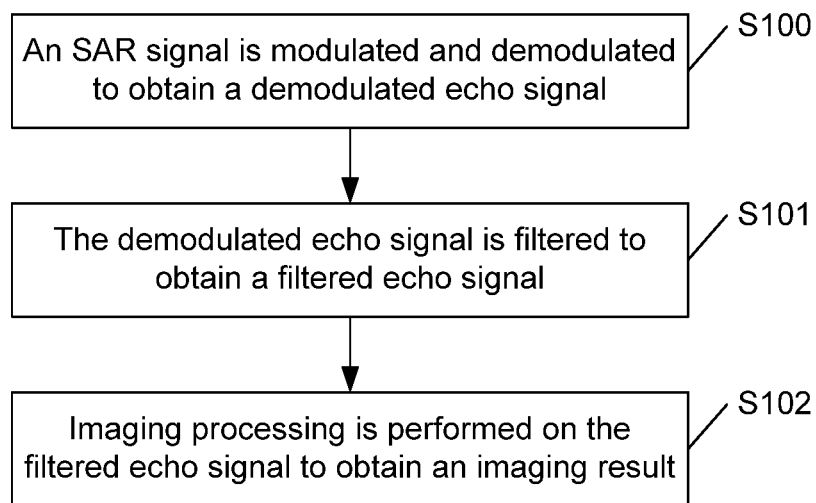 An SAR signal is modulated and demodulated
to obtain a demodulated echo signal
S100
The demodulated echo signal is filtered to
obtain a filtered echo signal
S101
Imaging processing is performed on the
filtered echo signal to obtain an imaging result
S102